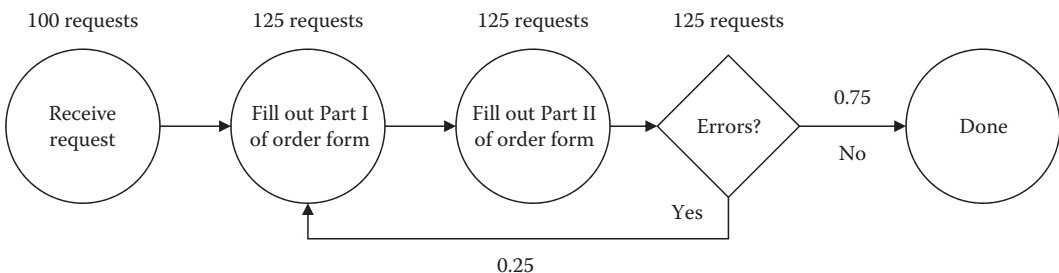 100 requests
125 requests
125 requests
125 requests
Receive
request
Fill out Part I
of order form
Fill out Part II
of order form
Errors?
0.75
No
Done
Yes
0.25